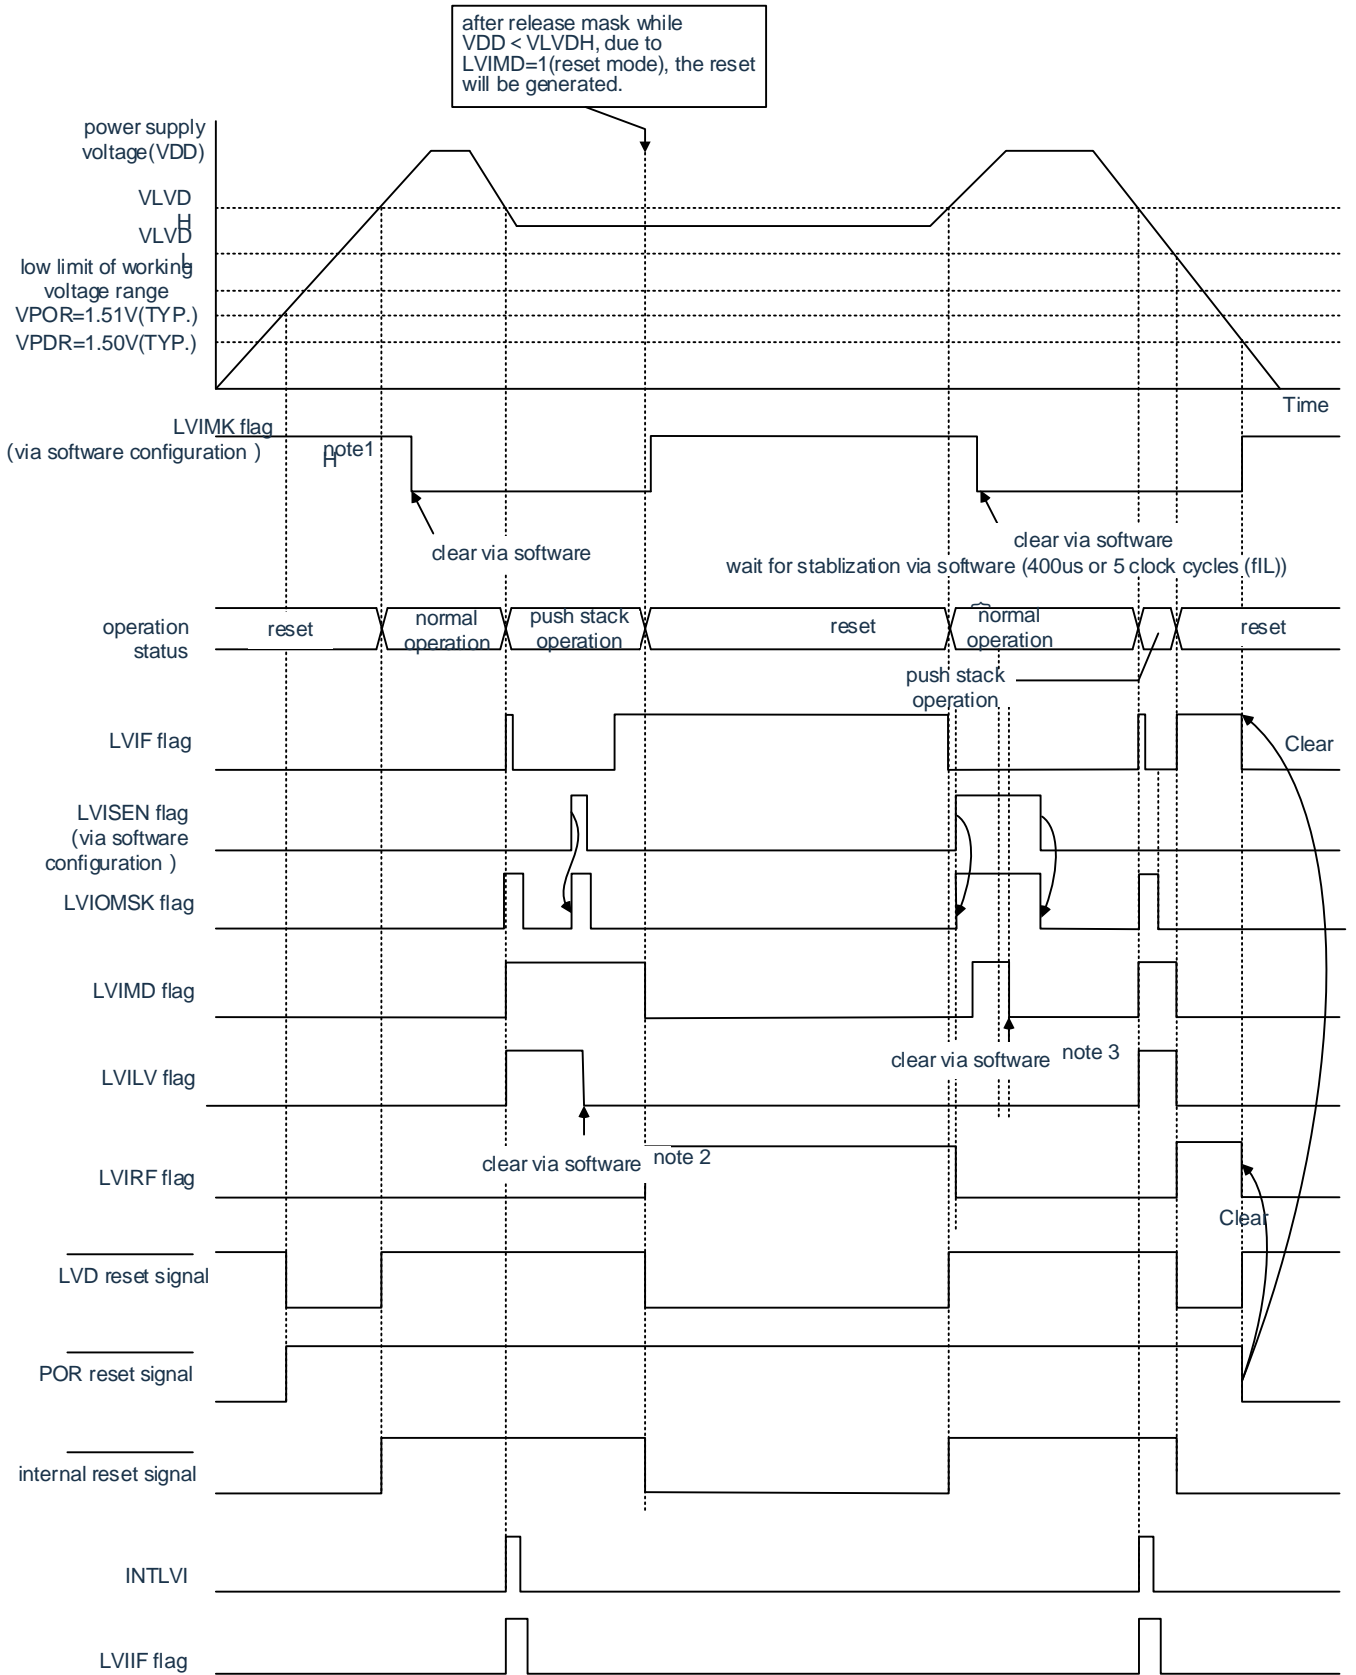 after release mask while
VDD < VLVDH, due to
LVIMD=1(reset mode), the reset
will be generated.
power supply
voltage(VDD)
VLVD
H
VLVD
L
low limit of working
voltage range
VPOR=1.51V(TYP.)
VPDR=1.50V(TYP.)
Time
LVIMK flag
(via software configuration )
H
note1
clear via software
clear via software
wait for stablization via software (400us or 5 clock cycles (fIL))
operation
status
reset
normal
operation
push stack
operation
reset
normal
operation
reset
push stack
operation
LVIF flag
Clear
LVISEN flag
(via software
configuration )
LVIOMSK flag
LVIMD flag
clear via software
note 3
LVILV flag
clear via software
note 2
LVIRF flag
Clear
LVD reset signal
POR reset signal
internal reset signal
INTLVI
LVIIF flag